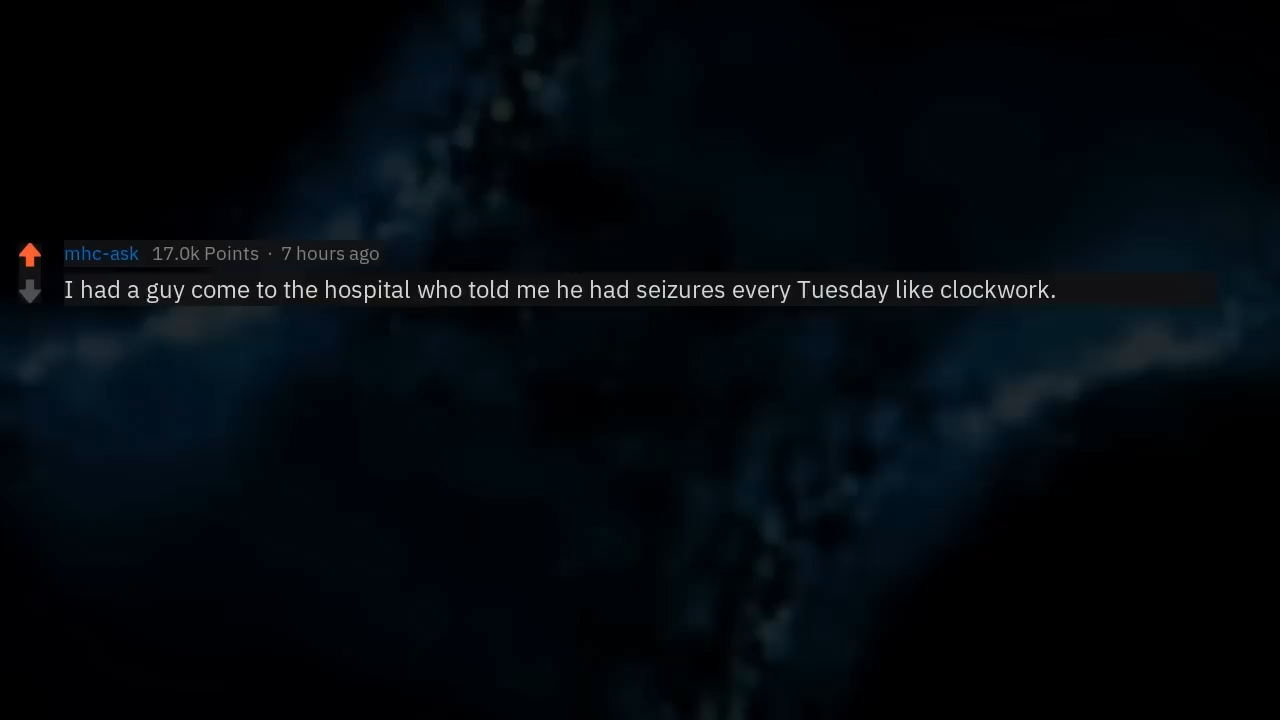 mhc-ask 17.0k Points · 7 hours ago
I had a guy come to the hospital who told me he had seizures every Tuesday like clockwork.